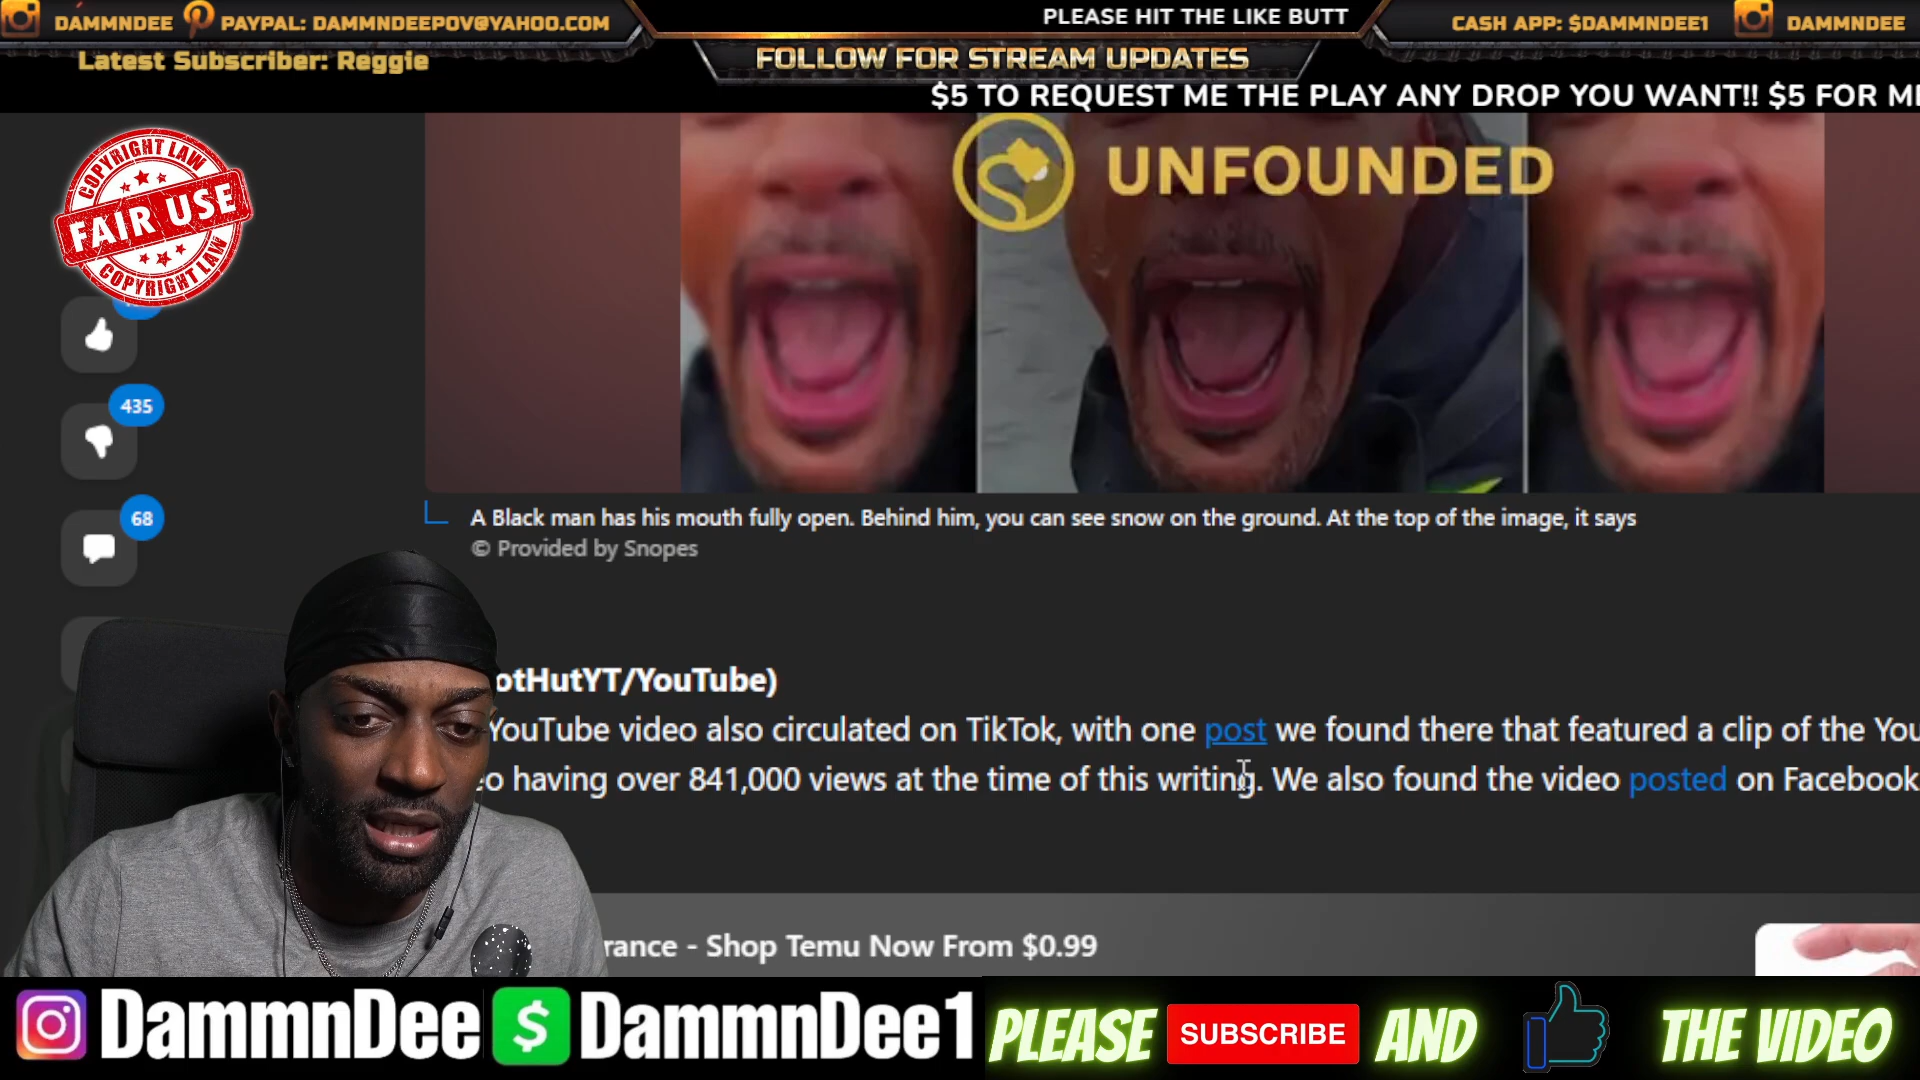 DAMMNDEE PAYPAL: DAMMNDEEPOV@YAHOO.COM
PLEASE HIT THE LIKE BUTT
CASH APP: $DAMMNDEE1 DAMMNDEE
Latest Subscriber: Reggie
FOLLOW FOR STREAM UPDATES
$5 TO REQUEST ME THE PLAY ANY DROP YOU WANT!! $5 FOR ME
COPYRIGHT LAW
FAIR USE
COPYRIGHT LAW
UNFOUNDED
435
68
A Black man has his mouth fully open. Behind him, you can see snow on the ground. At the top of the image, it says
© Provided by Snopes
otHutYT/YouTube)
YouTube video also circulated on TikTok, with one post we found there that featured a clip of the You
eo having over 841,000 views at the time of this writing. We also found the video posted on Facebook
rance - Shop Temu Now From $0.99
DammnDee $ DammnDee1 PLEASE SUBSCRIBE AND THE VIDEO